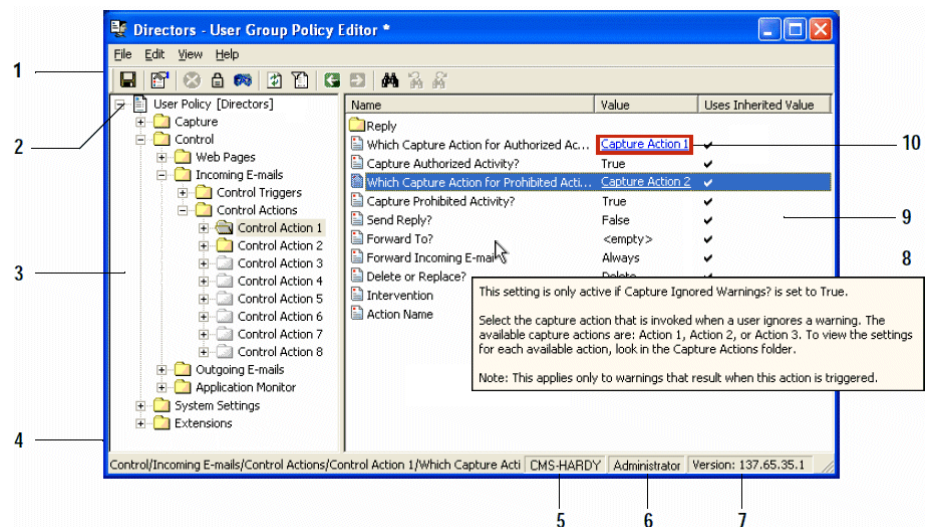 Directors - User Group Policy Editor *
File Edit View Help
1
User Policy [Directors]
Capture
Control
Web Pages
Incoming E-mails
Control Triggers
Control Actions
Control Action 1
Control Action 2
Control Action 3
Control Action 4
Control Action 5
Control Action 6
Control Action 7
Control Action 8
Outgoing E-mails
Application Monitor
System Settings
Extensions
2
3
4
Name Value Uses Inherited Value
Reply
Which Capture Action for Authorized Ac... Capture Action 1
Capture Authorized Activity? True
Which Capture Action for Prohibited Acti... Capture Action 2
Capture Prohibited Activity? True
Send Reply? False
Forward To? <empty>
Forward Incoming E-mail Always
Delete or Replace? Delete
Intervention
Action Name
10
9
8
This setting is only active if Capture Ignored Warnings? is set to True.
Select the capture action that is invoked when a user ignores a warning. The
available capture actions are: Action 1, Action 2, or Action 3. To view the settings
for each available action, look in the Capture Actions folder.
Note: This applies only to warnings that result when this action is triggered.
Control/Incoming E-mails/Control Actions/Control Action 1/Which Capture Acti CMS-HARDY Administrator Version: 137.65.35.1
5 6 7